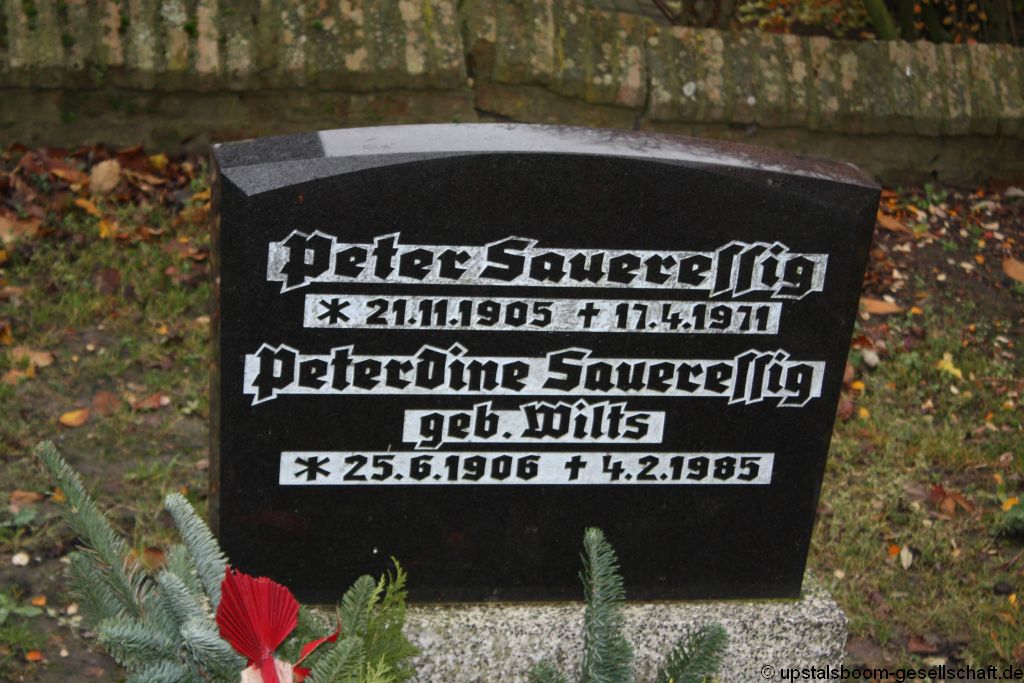 Peter Sauereſſig
* 21.11.1905 † 17.4.1971
Peterdine Sauereſſig
geb. Wilts
* 25.6.1906 † 4.2.1985
© upstalsboom-gesellschaft.de